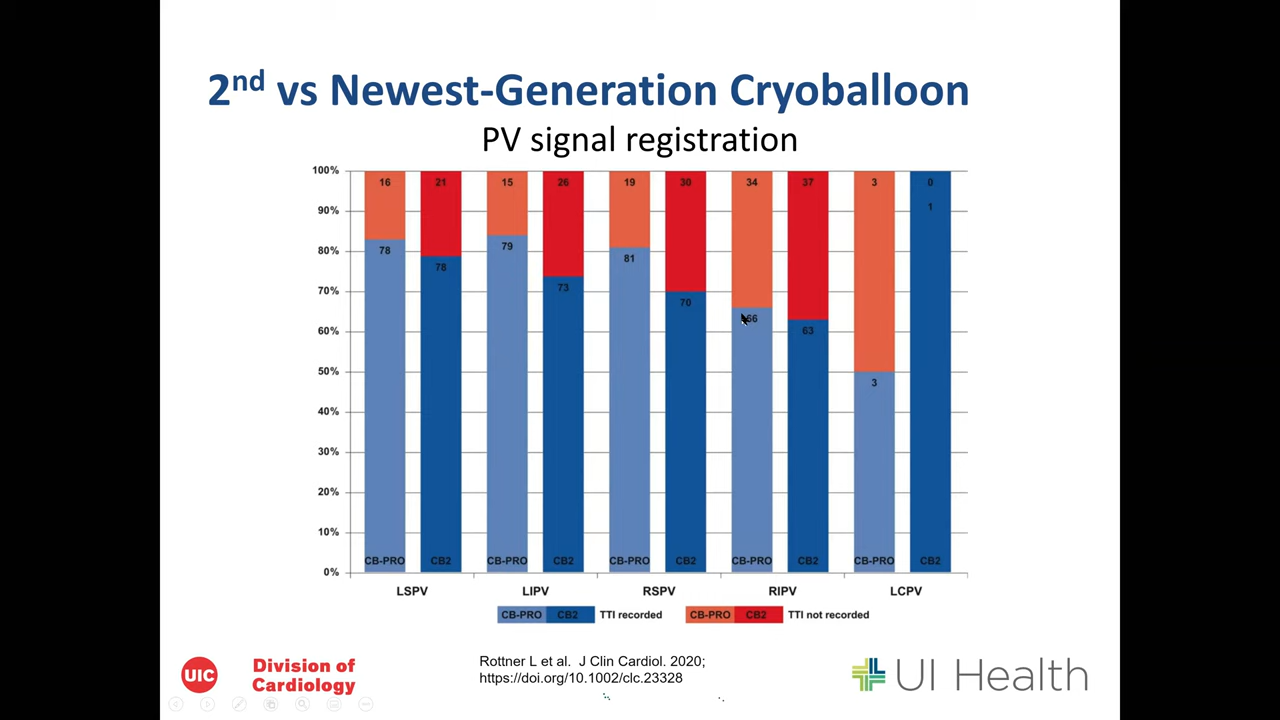 2nd vs Newest-Generation Cryoballoon
PV signal registration
100%
90%
80%
70%
60%
50%
40%
30%
20%
10%
0%
16 21 15 26 19 30 34 37 3 0
1
78 78 79 73 81 70 66 63 3
CB-PRO CB2 CB-PRO CB2 CB-PRO CB2 CB-PRO CB2 CB-PRO CB2
LSPV LIPV RSPV RIPV LCPV
CB-PRO CB2 TTI recorded CB-PRO CB2 TTI not recorded
Rottner L et al. J Clin Cardiol. 2020;
https://doi.org/10.1002/clc.23328
UIC
Division of
Cardiology
UI Health